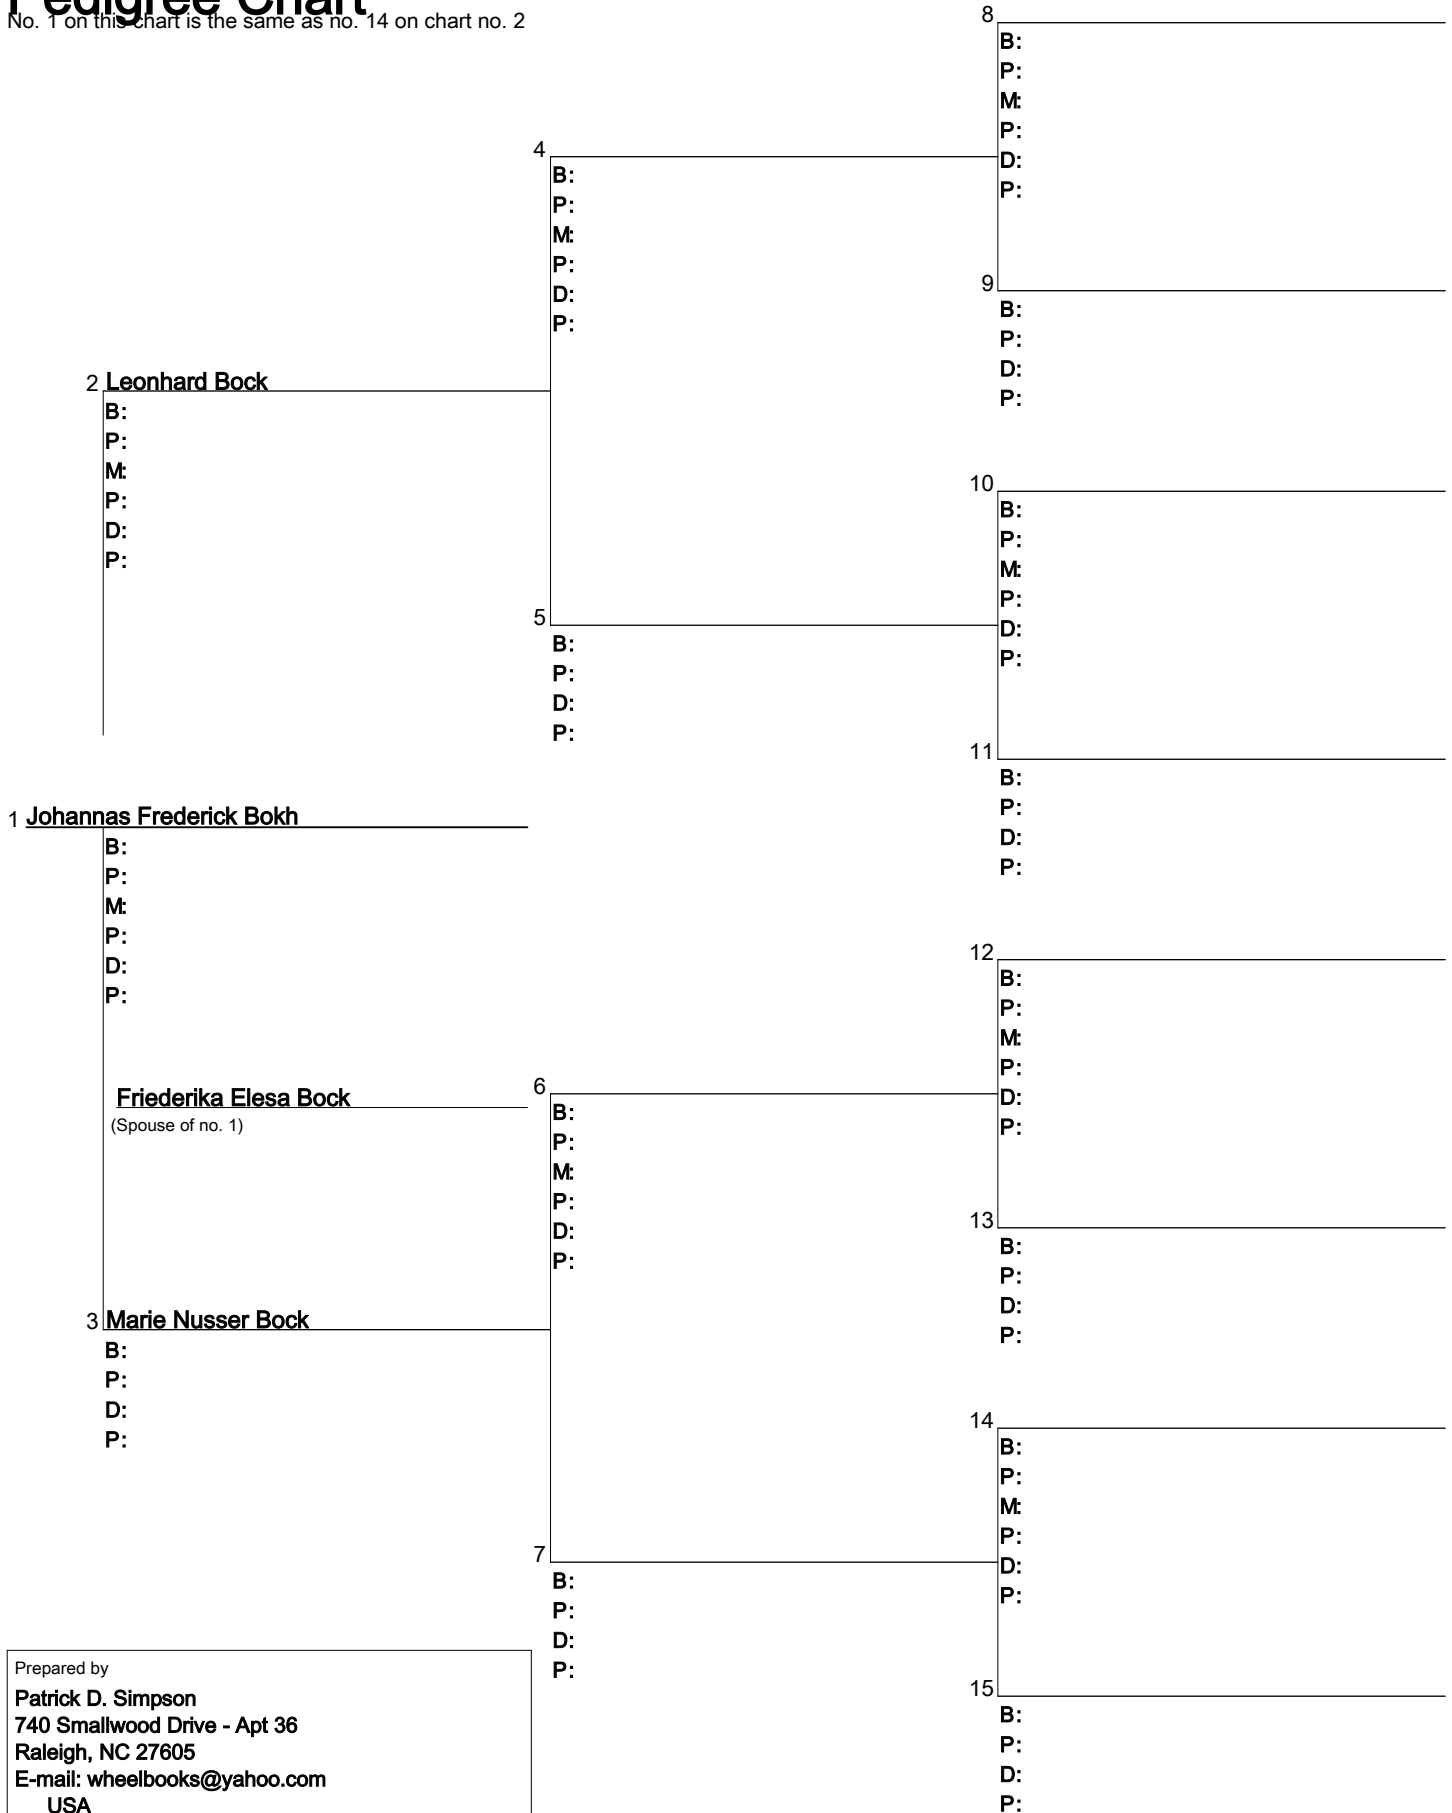 Pedigree Chart
No. 1 on this chart is the same as no. 14 on chart no. 2
8
B:
P:
M:
P:
D:
P:
4
B:
P:
M:
P:
D:
P:
9
B:
P:
D:
P:
2 Leonhard Bock
B:
P:
M:
P:
D:
P:
10
B:
P:
M:
P:
D:
P:
5
B:
P:
D:
P:
11
B:
P:
D:
P:
1 Johannas Frederick Bokh
B:
P:
M:
P:
D:
P:
12
B:
P:
M:
P:
D:
P:
Friederika Elesa Bock
(Spouse of no. 1)
6
B:
P:
M:
P:
D:
P:
13
B:
P:
D:
P:
3 Marie Nusser Bock
B:
P:
D:
P:
14
B:
P:
M:
P:
D:
P:
7
B:
P:
D:
P:
15
B:
P:
D:
P:
Prepared by
Patrick D. Simpson
740 Smallwood Drive - Apt 36
Raleigh, NC 27605
E-mail: wheelbooks@yahoo.com
USA